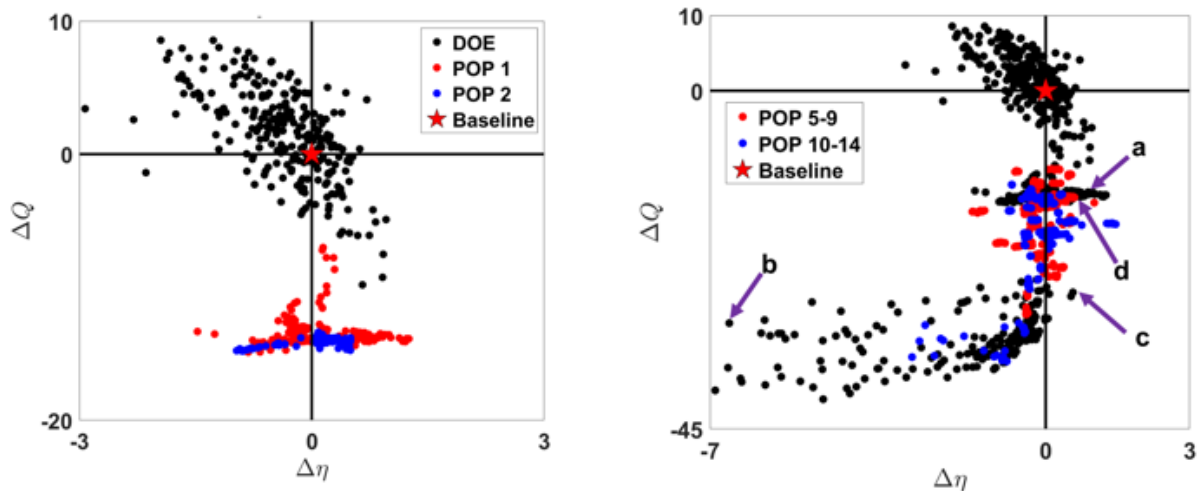 10
DOE
POP 1
POP 2
Baseline
0
ΔQ
-20
-3
0
3
Δη
10
0
POP 5-9
POP 10-14
Baseline
a
ΔQ
b
d
c
-45
-7
0
3
Δη